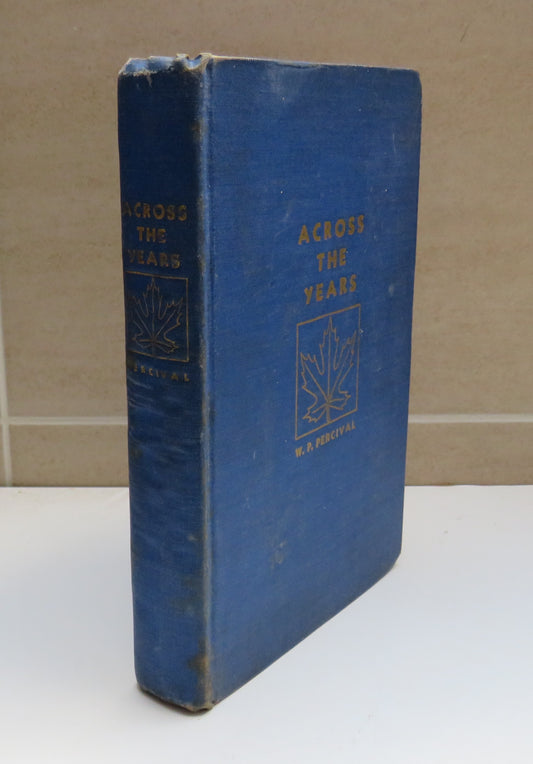 ACROSS
THE
YEARS
PERCIVAL
ACROSS
THE
YEARS
W. P. PERCIVAL